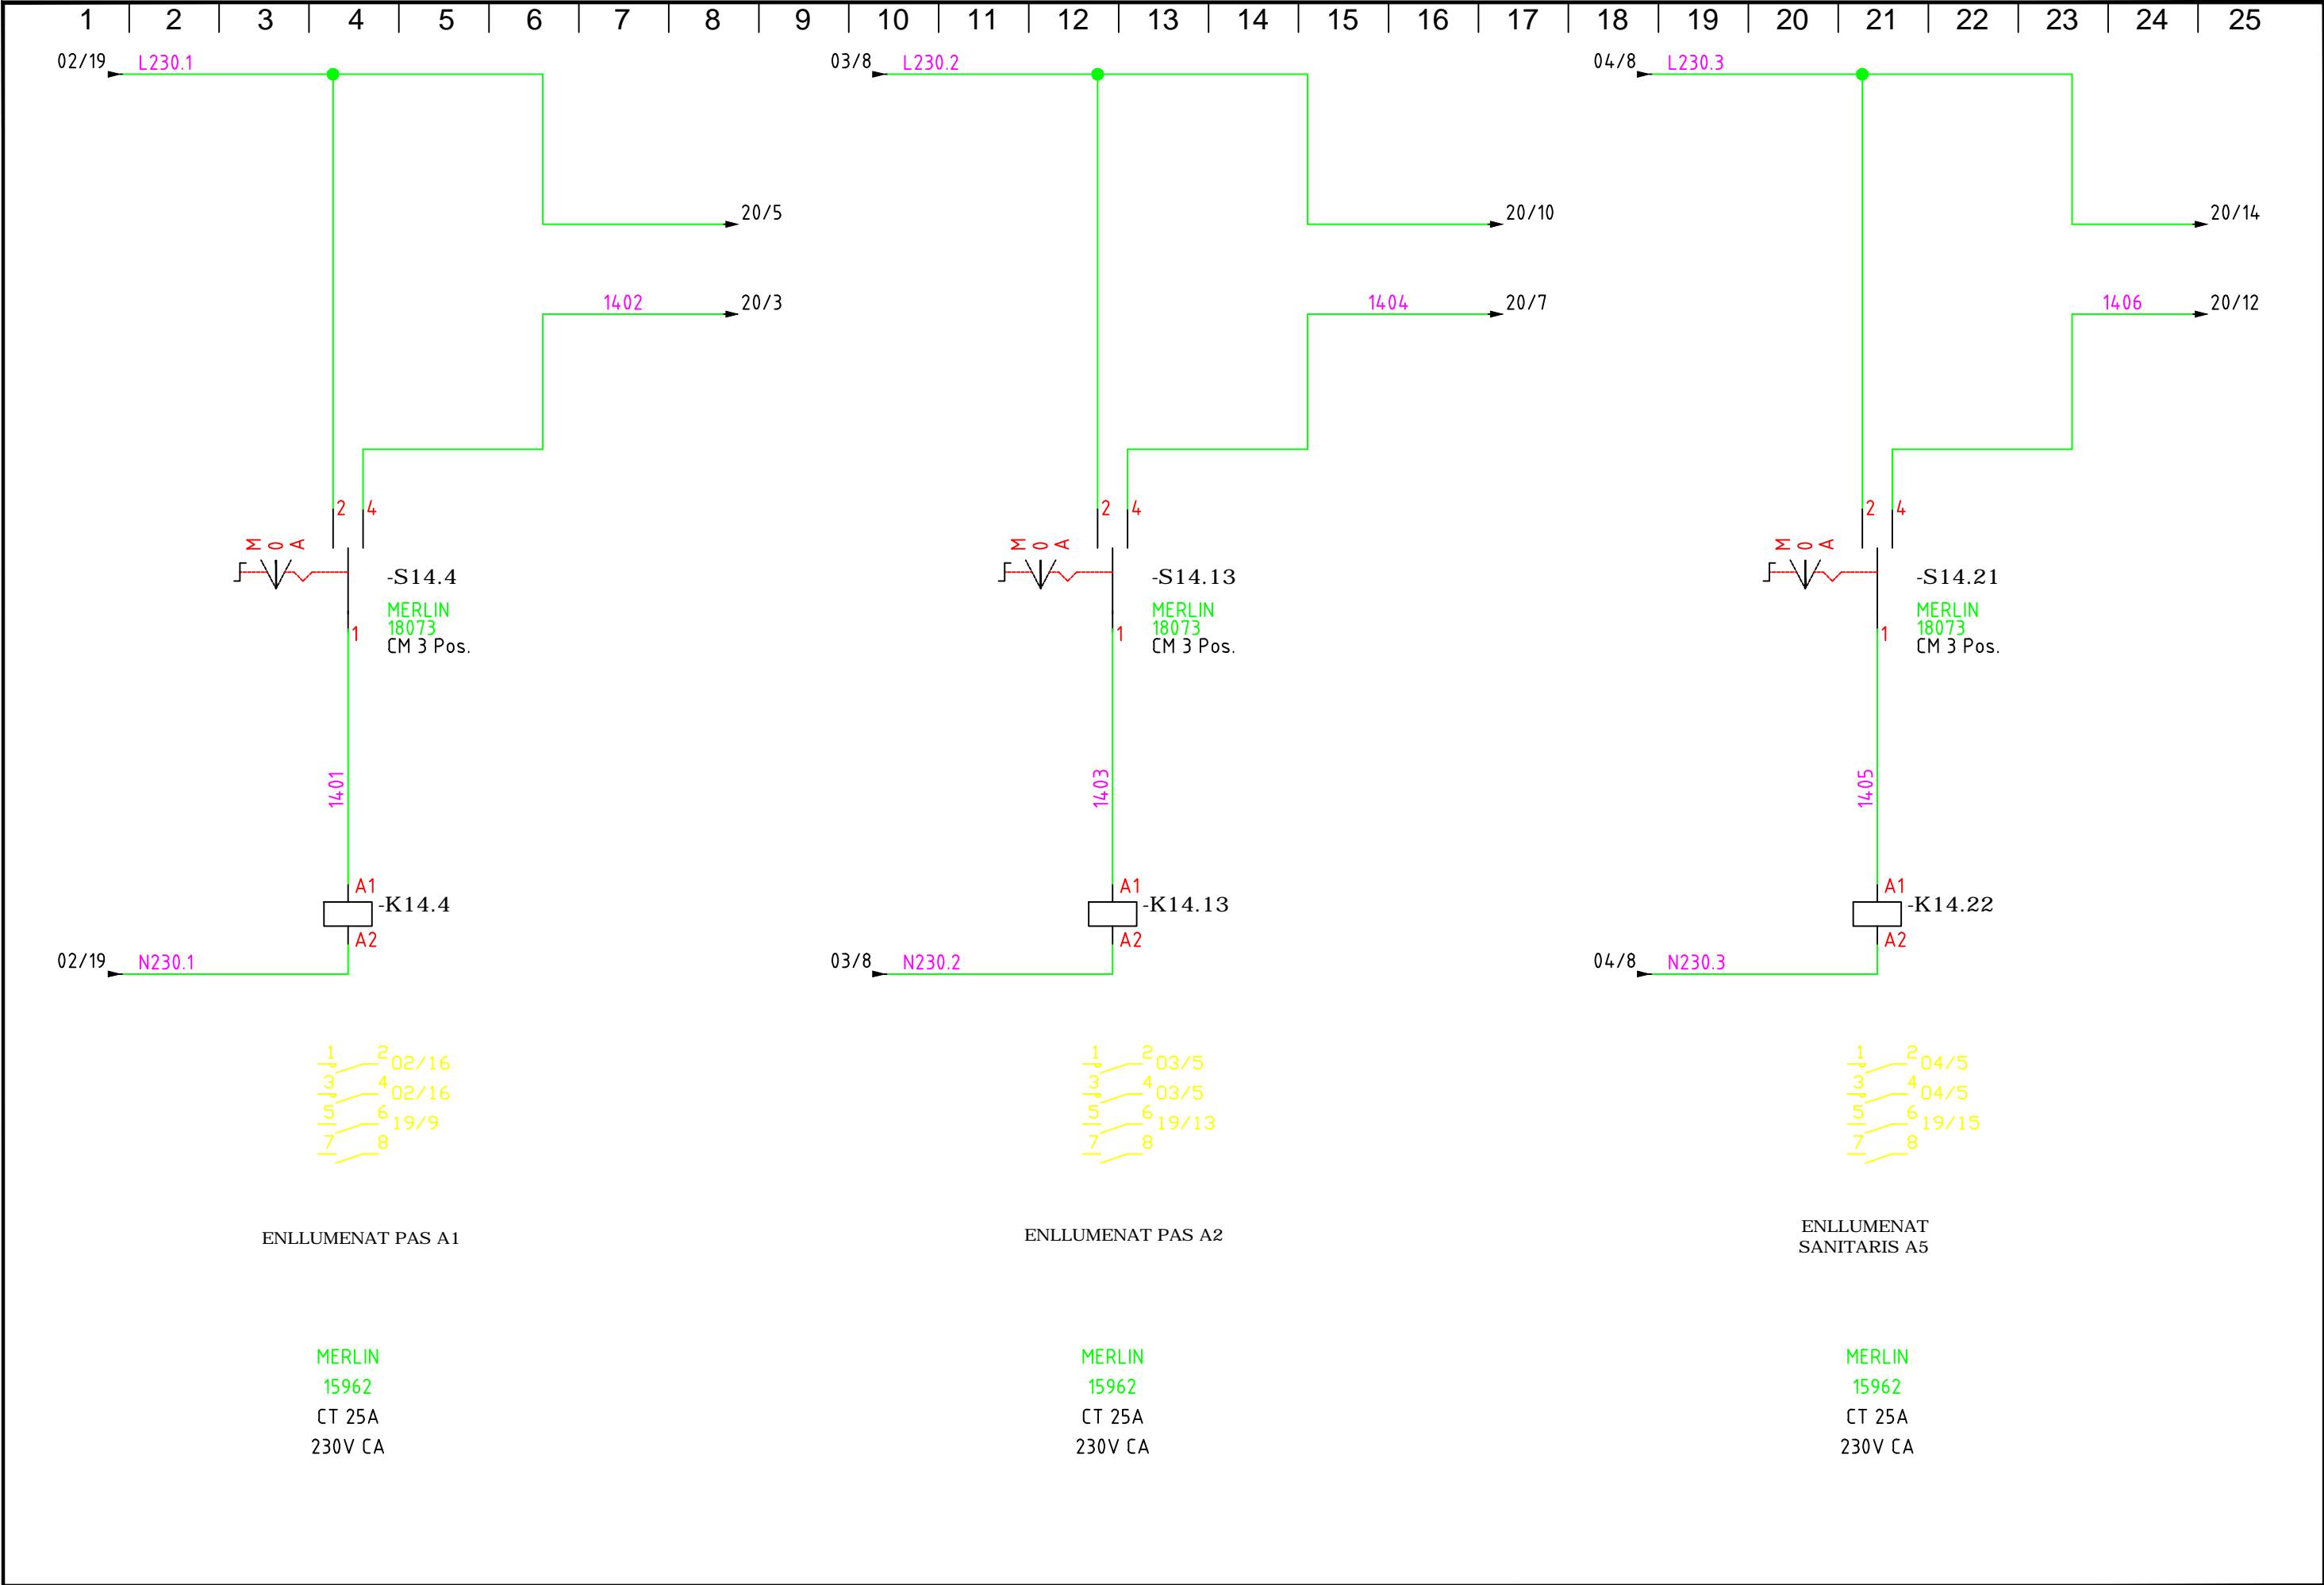 1 2 3 4 5 6 7 8 9 10 11 12 13 14 15 16 17 18 19 20 21 22 23 24 25
02/19 L230.1 03/8 L230.2 04/8 L230.3
20/5 20/10 20/14
1402 20/3 1404 20/7 1406 20/12
2 4 2 4 2 4
M 0 A M 0 A M 0 A
-S14.4 -S14.13 -S14.21
MERLIN MERLIN MERLIN
18073 18073 18073
1 1 1
CM 3 Pos. CM 3 Pos. CM 3 Pos.
1401 1403 1405
A1 A1 A1
-K14.4 -K14.13 -K14.22
A2 A2 A2
02/19 N230.1 03/8 N230.2 04/8 N230.3
1 2 02/16 1 2 03/5 1 2 04/5
3 4 02/16 3 4 03/5 3 4 04/5
5 6 19/9 5 6 19/13 5 6 19/15
7 8 7 8 7 8
ENLLUMENAT PAS A1 ENLLUMENAT PAS A2 ENLLUMENAT
SANITARIS A5
MERLIN MERLIN MERLIN
15962 15962 15962
CT 25A CT 25A CT 25A
230V CA 230V CA 230V CA